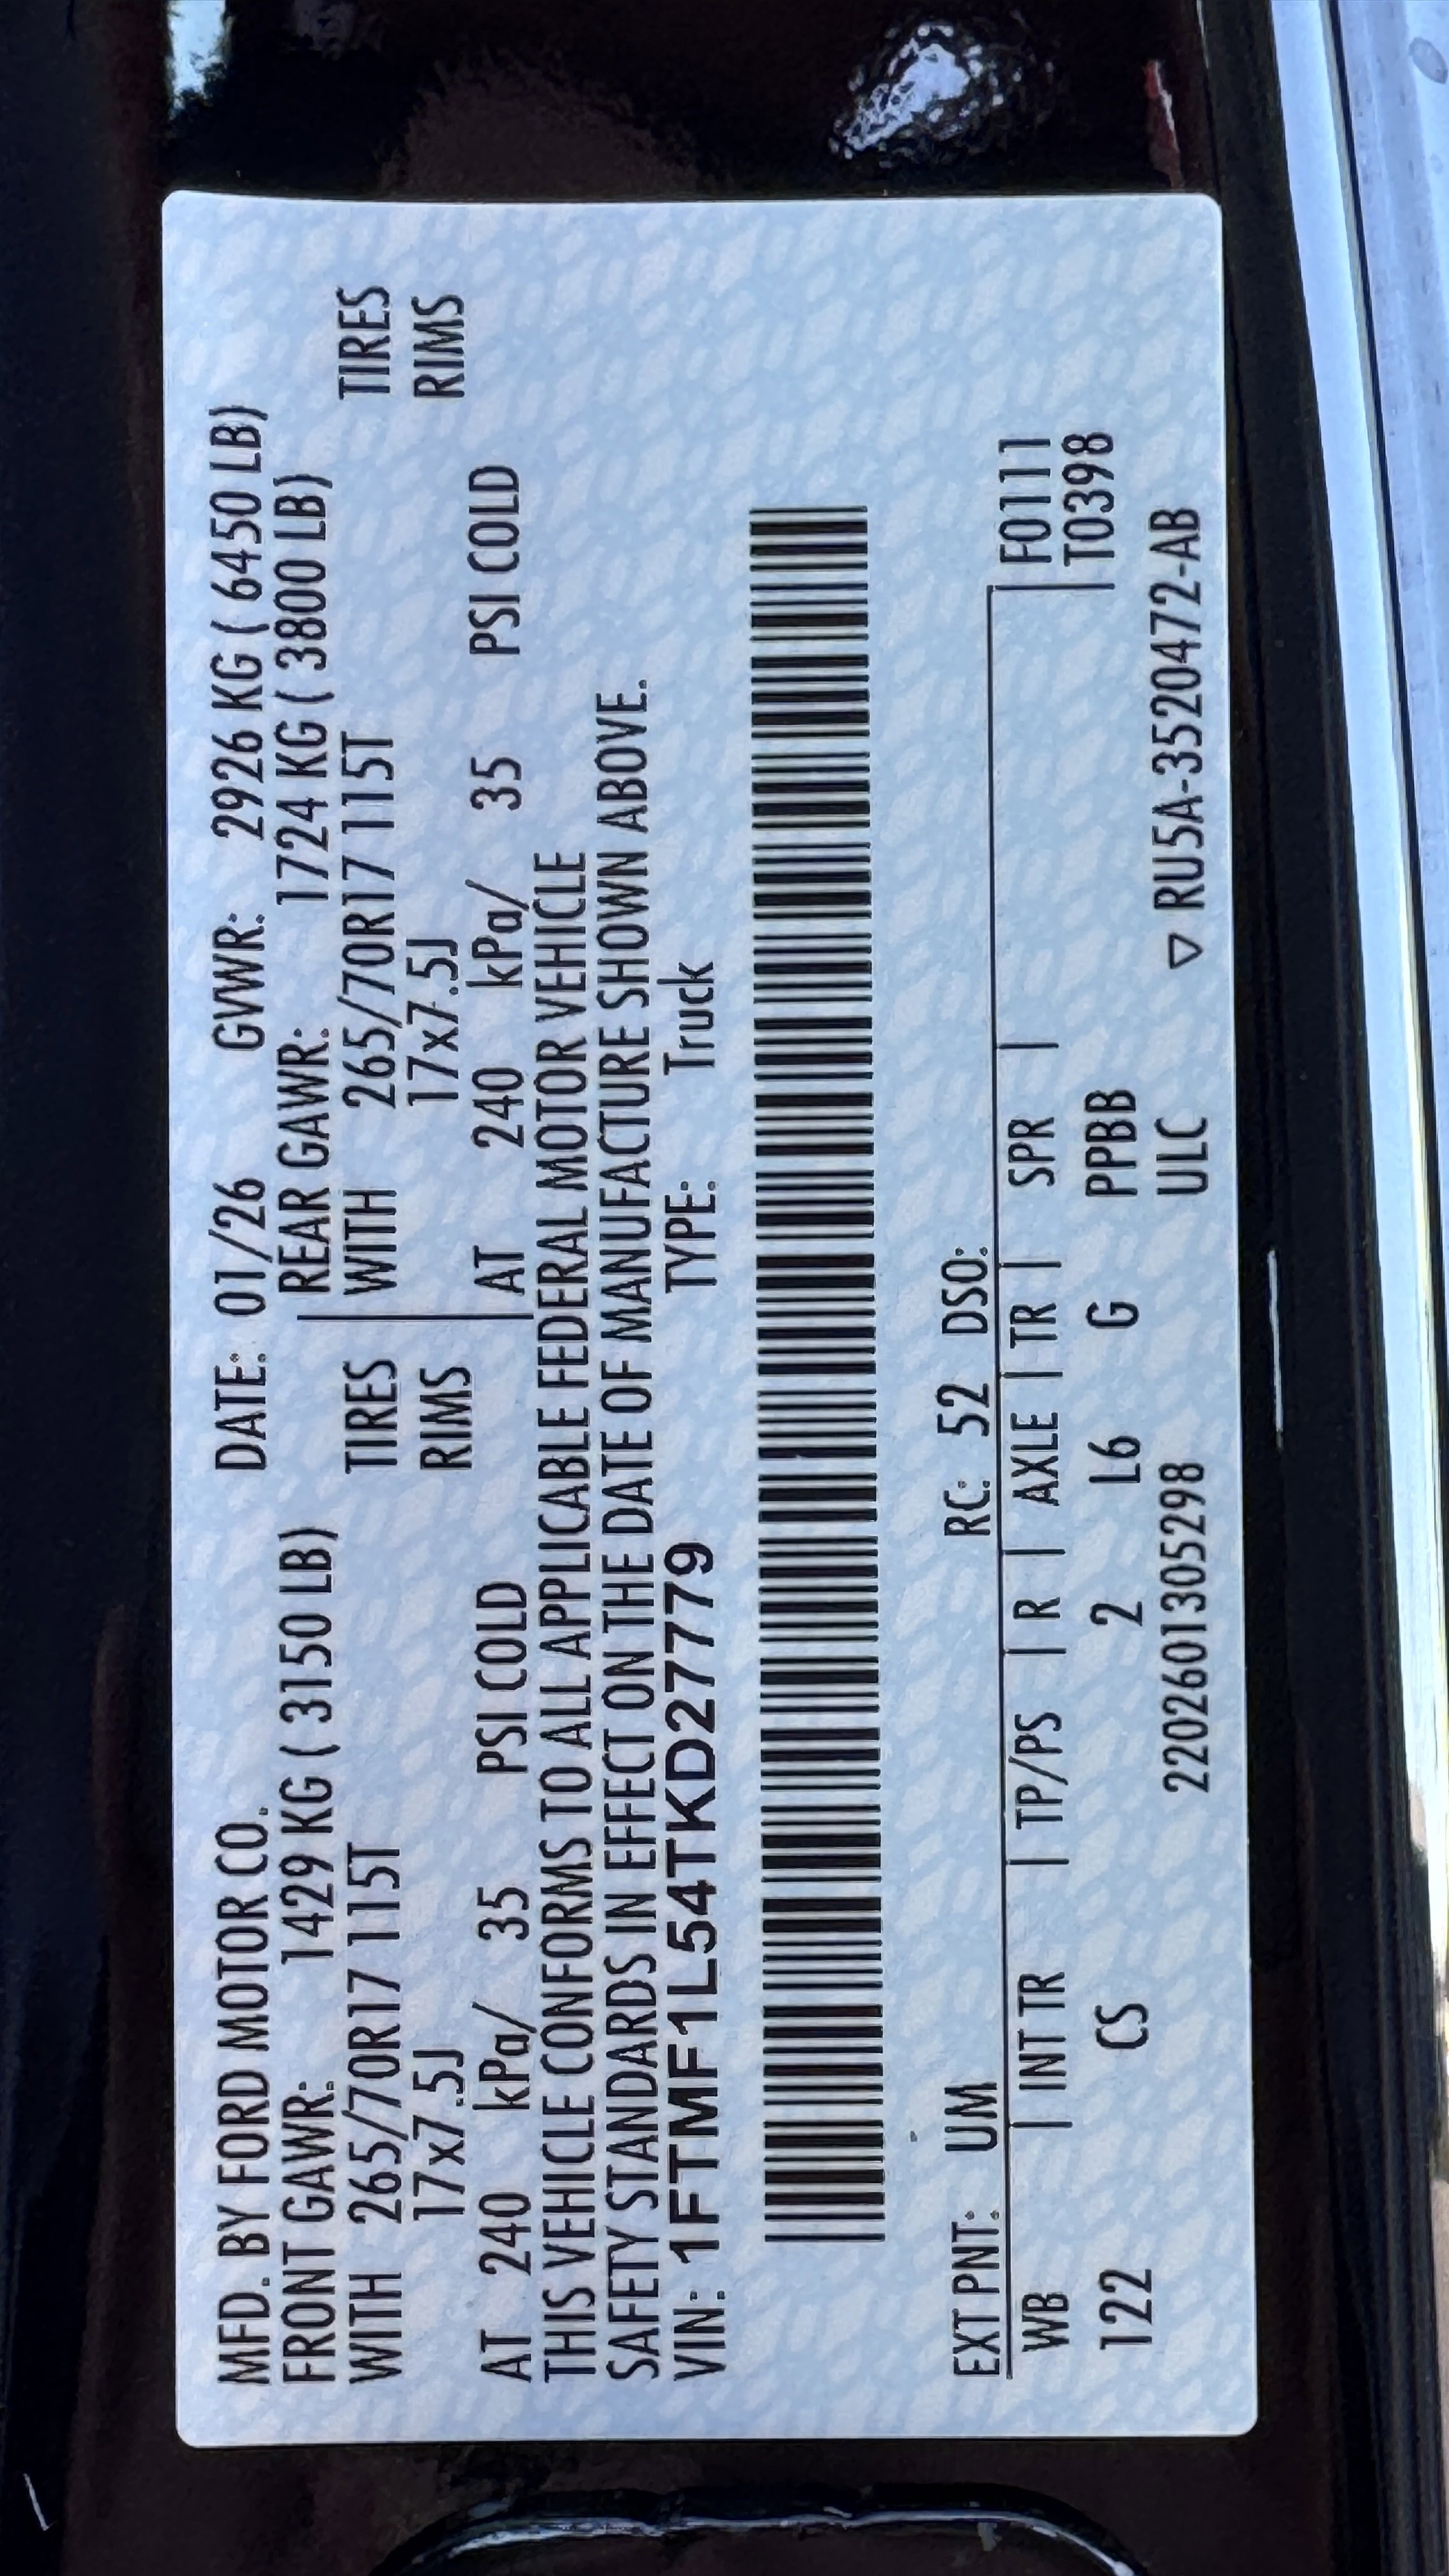 MFD. BY FORD MOTOR CO. DATE: 01/26 GVWR: 2926 KG ( 6450 LB)
FRONT GAWR: 1429 KG ( 3150 LB) REAR GAWR: 1724 KG ( 3800 LB)
WITH 265/70R17 115T TIRES WITH 265/70R17 115T TIRES
17x7.5J RIMS 17x7.5J RIMS
AT 240 kPa/ 35 PSI COLD AT 240 kPa/ 35 PSI COLD
THIS VEHICLE CONFORMS TO ALL APPLICABLE FEDERAL MOTOR VEHICLE
SAFETY STANDARDS IN EFFECT ON THE DATE OF MANUFACTURE SHOWN ABOVE.
VIN: 1FTMF1L54TKD27779 TYPE: Truck
EXT PNT: UM RC: 52 DSO:
WB | INT TR | TP/PS | R | AXLE | TR | SPR | | F0111
122 CS 2 L6 G PPBB | T0398
22026013052​98 ULC ▽ RU5A-3520472-AB